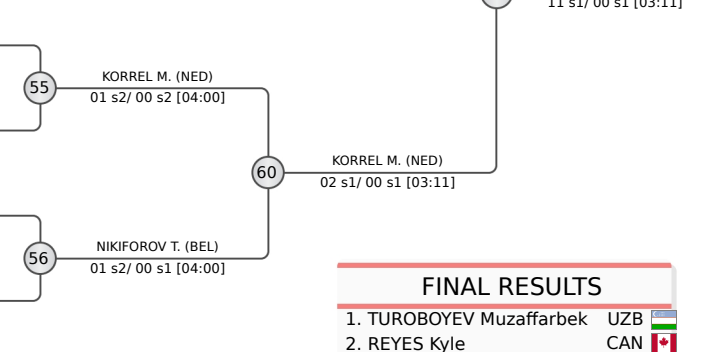 11 s1/ 00 s1 [03:11]
KORREL M. (NED)
55
01 s2/ 00 s2 [04:00]
KORREL M. (NED)
60
02 s1/ 00 s1 [03:11]
NIKIFOROV T. (BEL)
56
01 s2/ 00 s1 [04:00]
FINAL RESULTS
1. TUROBOYEV Muzaffarbek UZB
2. REYES Kyle CAN